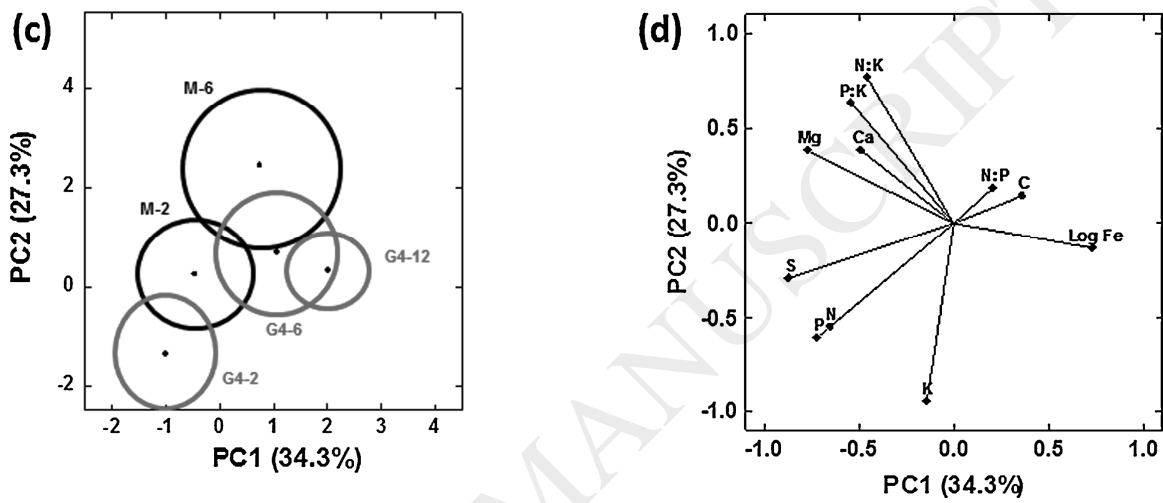 (c)
PC2 (27.3%)
4
2
0
-2
M-6
M-2
G4-12
G4-6
G4-2
-2 -1 0 1 2 3 4
PC1 (34.3%)
(d)
PC2 (27.3%)
1.0
0.5
0.0
-0.5
-1.0
N:K
P:K
Mg
Ca
N:P
C
Log Fe
S
P N
K
-1.0 -0.5 0.0 0.5 1.0
PC1 (34.3%)
MANUSCRIPT